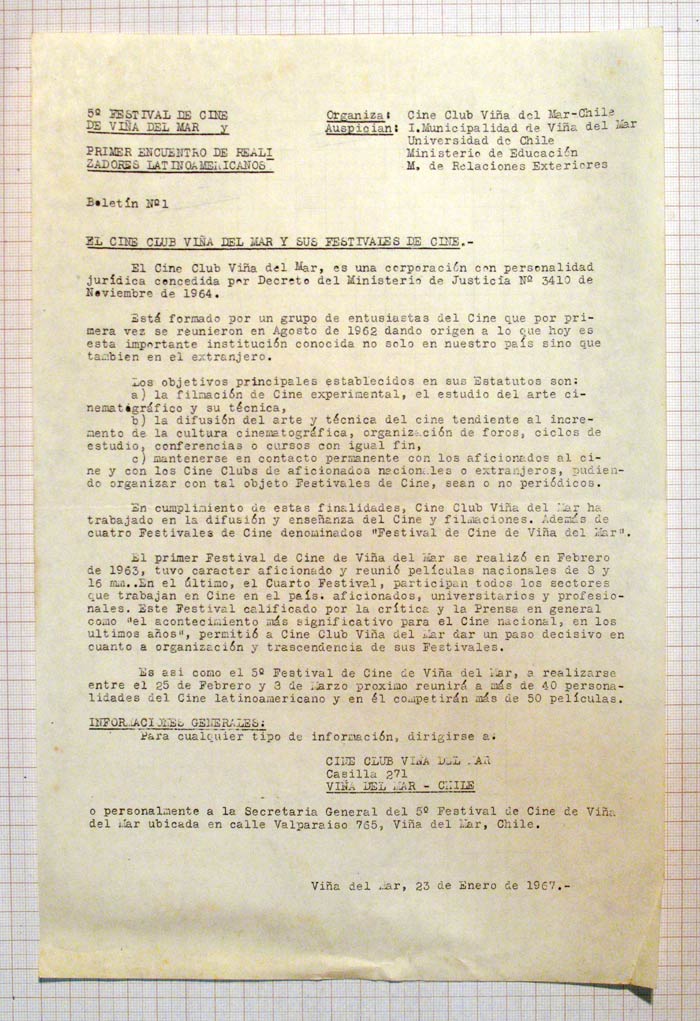 5º FESTIVAL DE CINE
DE VIÑA DEL MAR y
PRIMER ENCUENTRO DE REALI
ZADORES LATINOAMERICANOS
Organiza: Cine Club Viña del Mar-Chile
Auspician: I.Municipalidad de Viña del Mar
Universidad de Chile
Ministerio de Educación
M. de Relaciones Exteriores
Boletín Nº1
EL CINE CLUB VIÑA DEL MAR Y SUS FESTIVALES DE CINE.-
El Cine Club Viña del Mar, es una corporación con personalidad
jurídica concedida por Decreto del Ministerio de Justicia Nº 3410 de
Noviembre de 1964.
Está formado por un grupo de entusiastas del Cine que por pri-
mera vez se reunieron en Agosto de 1962 dando origen a lo que hoy es
esta importante institución conocida no solo en nuestro país sino que
tambien en el extranjero.
Los objetivos principales establecidos en sus Estatutos son:
a) la filmación de Cine experimental, el estudio del arte ci-
nematográfico y su técnica,
b) la difusión del arte y técnica del cine tendiente al incre-
mento de la cultura cinematográfica, organización de foros, ciclos de
estudio, conferencias o cursos con igual fin,
c) mantenerse en contacto permanente con los aficionados al ci-
ne y con los Cine Clubs de aficionados nacionales o extranjeros, pudien-
do organizar con tal objeto Festivales de Cine, sean o no periódicos.
En cumplimiento de estas finalidades, Cine Club Viña del Mar ha
trabajado en la difusión y enseñanza del Cine y filmaciones. Además de
cuatro Festivales de Cine denominados "Festival de Cine de Viña del Mar".
El primer Festival de Cine de Viña del Mar se realizó en Febrero
de 1963, tuvo caracter aficionado y reunió películas nacionales de 8 y
16 mm..En el último, el Cuarto Festival, participan todos los sectores
que trabajan en Cine en el país. aficionados, universitarios y profesio-
nales. Este Festival calificado por la crítica y la Prensa en general
como "el acontecimiento más significativo para el Cine nacional, en los
ultimos años", permitió a Cine Club Viña del Mar dar un paso decisivo en
cuanto a organización y trascendencia de sus Festivales.
Es así como el 5º Festival de Cine de Viña del Mar, a realizarse
entre el 25 de Febrero y 3 de Marzo proximo reunirá a más de 40 persona-
lidades del Cine latinoamericano y en él competirán más de 50 películas.
INFORMACIONES GENERALES:
Para cualquier tipo de información, dirigirse a:
CINE CLUB VIÑA DEL MAR
Casilla 271
VIÑA DEL MAR - CHILE
o personalmente a la Secretaria General del 5º Festival de Cine de Viña
del Mar ubicada en calle Valparaiso 765, Viña del Mar, Chile.
Viña del Mar, 23 de Enero de 1967.-